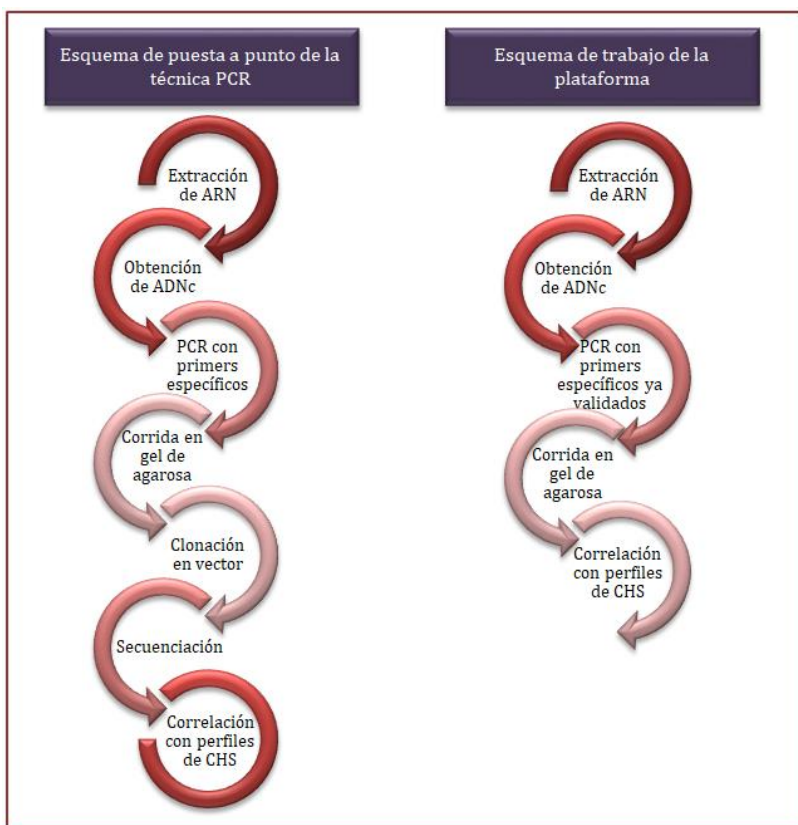 Esquema de puesta a punto de la
técnica PCR
Extracción
de ARN
Obtención
de ADNc
PCR con
primers
específicos
Corrida en
gel de
agarosa
Clonación
en vector
Secuenciación
Correlación
con perfiles
de CHS
Esquema de trabajo de la
plataforma
Extracción
de ARN
Obtención
de ADNc
PCR con
primers
específicos ya
validados
Corrida en
gel de
agarosa
Correlación
con perfiles
de CHS